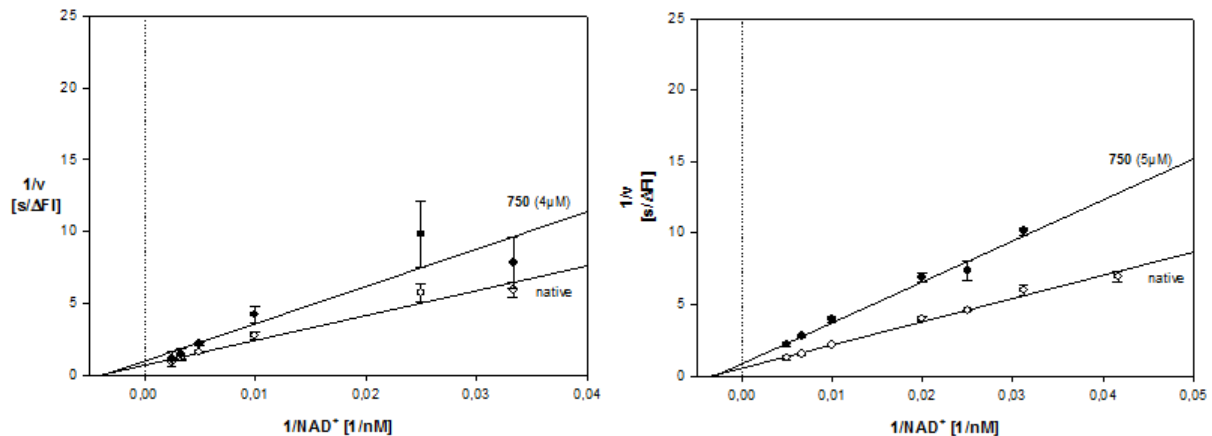 25
20
15
10
5
0
1/v
[s/ΔFI]
750 (4µM)
native
0,00
0,01
0,02
0,03
0,04
1/NAD⁺ [1/nM]
25
20
15
10
5
0
1/v
[s/ΔFI]
750 (5µM)
native
0,00
0,01
0,02
0,03
0,04
0,05
1/NAD⁺ [1/nM]